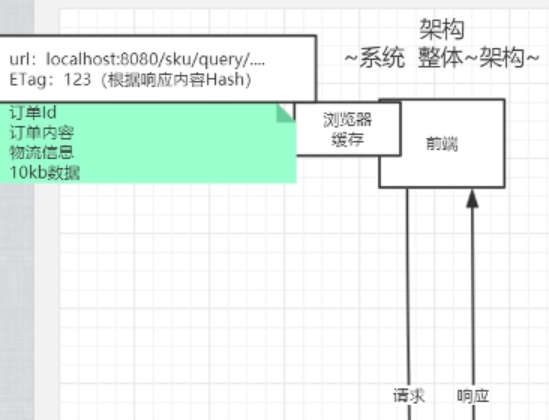 架构
~系统 整体~架构~
url: localhost:8080/sku/query/....
ETag: 123（根据响应内容Hash）
订单Id
订单内容
物流信息
10kb数据
浏览器
缓存
前端
请求
响应